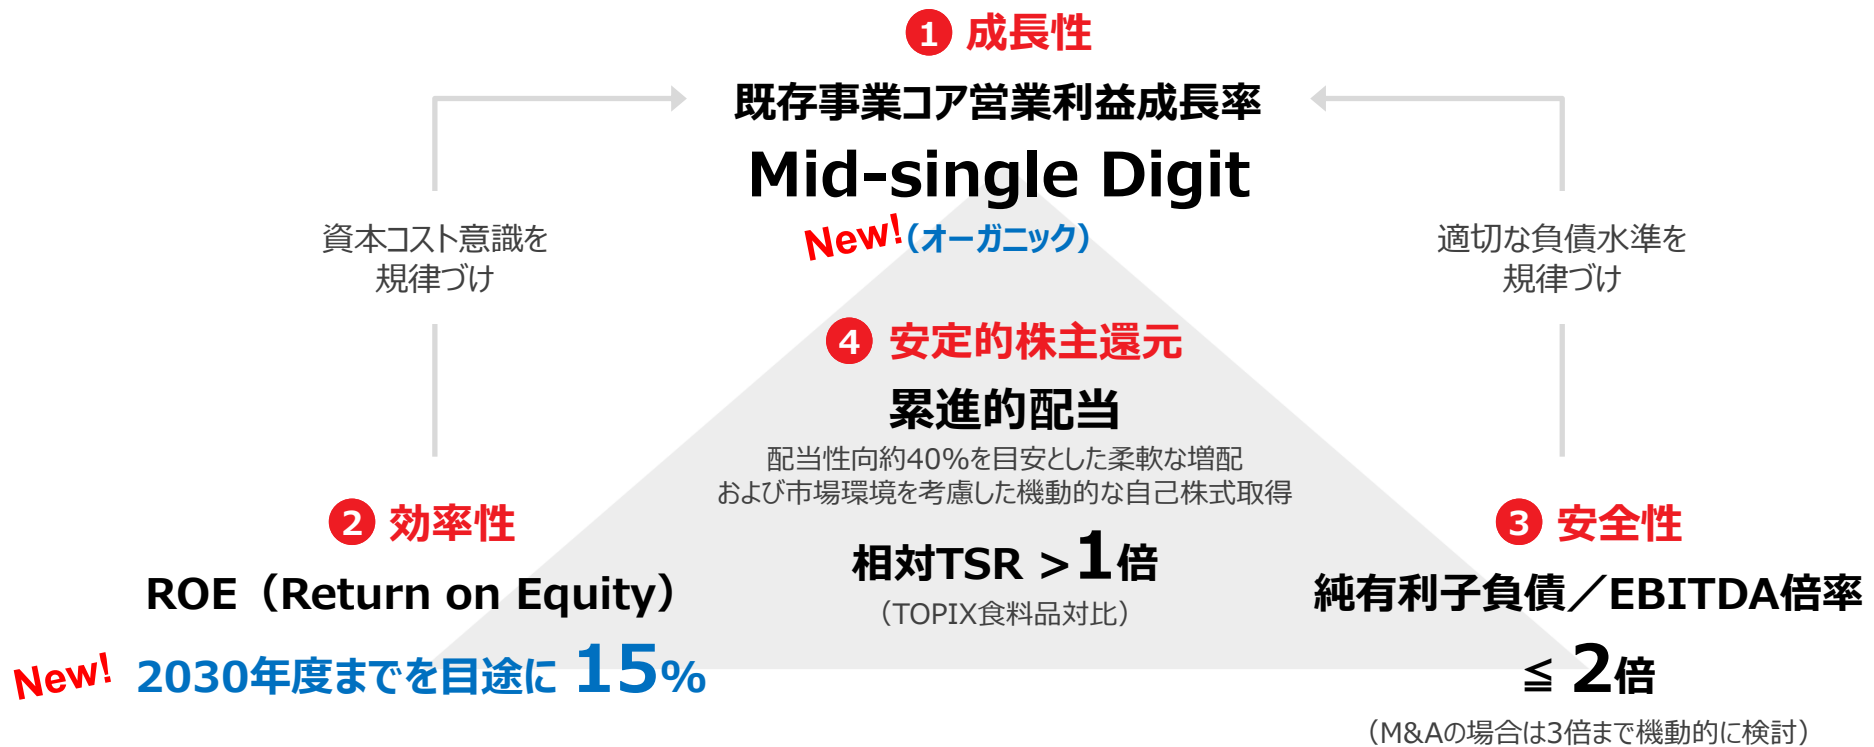 1 成長性
既存事業コア営業利益成長率
Mid-single Digit
New!（オーガニック）
資本コスト意識を
規律づけ
適切な負債水準を
規律づけ
4 安定的株主還元
累進的配当
配当性向約40%を目安とした柔軟な増配
および市場環境を考慮した機動的な自己株式取得
相対TSR >1倍
（TOPIX食料品対比）
2 効率性
ROE（Return on Equity）
New! 2030年度までを目途に 15%
3 安全性
純有利子負債／EBITDA倍率
≦ 2倍
（M&Aの場合は3倍まで機動的に検討）